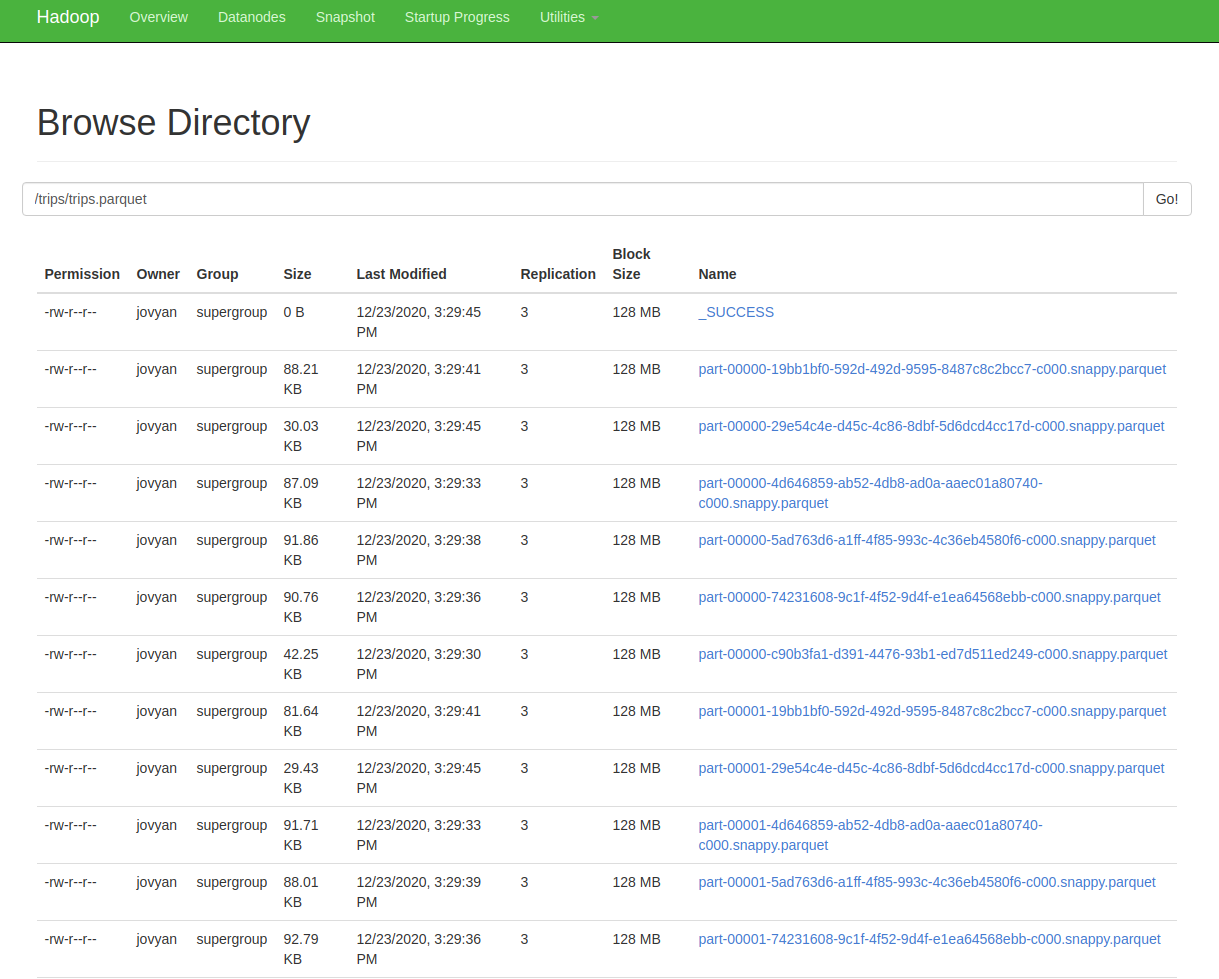 Hadoop Overview Datanodes Snapshot Startup Progress Utilities
Browse Directory
/trips/trips.parquet Go!
Permission Owner Group Size Last Modified Replication Block Size Name
-rw-r--r-- jovyan supergroup 0 B 12/23/2020, 3:29:45 PM 3 128 MB _SUCCESS
-rw-r--r-- jovyan supergroup 88.21 KB 12/23/2020, 3:29:41 PM 3 128 MB part-00000-19bb1bf0-592d-492d-9595-8487c8c2bcc7-c000.snappy.parquet
-rw-r--r-- jovyan supergroup 30.03 KB 12/23/2020, 3:29:45 PM 3 128 MB part-00000-29e54c4e-d45c-4c86-8dbf-5d6dcd4cc17d-c000.snappy.parquet
-rw-r--r-- jovyan supergroup 87.09 KB 12/23/2020, 3:29:33 PM 3 128 MB part-00000-4d646859-ab52-4db8-ad0a-aaec01a80740-c000.snappy.parquet
-rw-r--r-- jovyan supergroup 91.86 KB 12/23/2020, 3:29:38 PM 3 128 MB part-00000-5ad763d6-a1ff-4f85-993c-4c36eb4580f6-c000.snappy.parquet
-rw-r--r-- jovyan supergroup 90.76 KB 12/23/2020, 3:29:36 PM 3 128 MB part-00000-74231608-9c1f-4f52-9d4f-e1ea64568ebb-c000.snappy.parquet
-rw-r--r-- jovyan supergroup 42.25 KB 12/23/2020, 3:29:30 PM 3 128 MB part-00000-c90b3fa1-d391-4476-93b1-ed7d511ed249-c000.snappy.parquet
-rw-r--r-- jovyan supergroup 81.64 KB 12/23/2020, 3:29:41 PM 3 128 MB part-00001-19bb1bf0-592d-492d-9595-8487c8c2bcc7-c000.snappy.parquet
-rw-r--r-- jovyan supergroup 29.43 KB 12/23/2020, 3:29:45 PM 3 128 MB part-00001-29e54c4e-d45c-4c86-8dbf-5d6dcd4cc17d-c000.snappy.parquet
-rw-r--r-- jovyan supergroup 91.71 KB 12/23/2020, 3:29:33 PM 3 128 MB part-00001-4d646859-ab52-4db8-ad0a-aaec01a80740-c000.snappy.parquet
-rw-r--r-- jovyan supergroup 88.01 KB 12/23/2020, 3:29:39 PM 3 128 MB part-00001-5ad763d6-a1ff-4f85-993c-4c36eb4580f6-c000.snappy.parquet
-rw-r--r-- jovyan supergroup 92.79 KB 12/23/2020, 3:29:36 PM 3 128 MB part-00001-74231608-9c1f-4f52-9d4f-e1ea64568ebb-c000.snappy.parquet